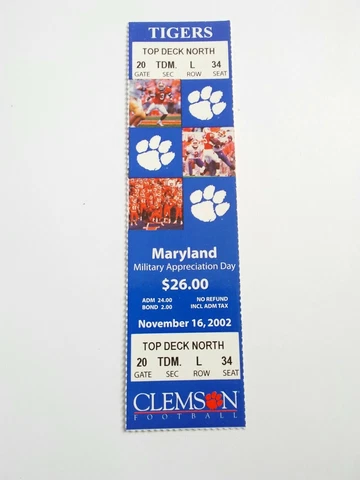 TIGERS
TOP DECK NORTH
20 TDM. L 34
GATE SEC ROW SEAT
Maryland
Military Appreciation Day
$26.00
ADM 24.00 NO REFUND
BOND 2.00 INCL ADM TAX
November 16, 2002
TOP DECK NORTH
20 TDM. L 34
GATE SEC ROW SEAT
CLEMSON
FOOTBALL